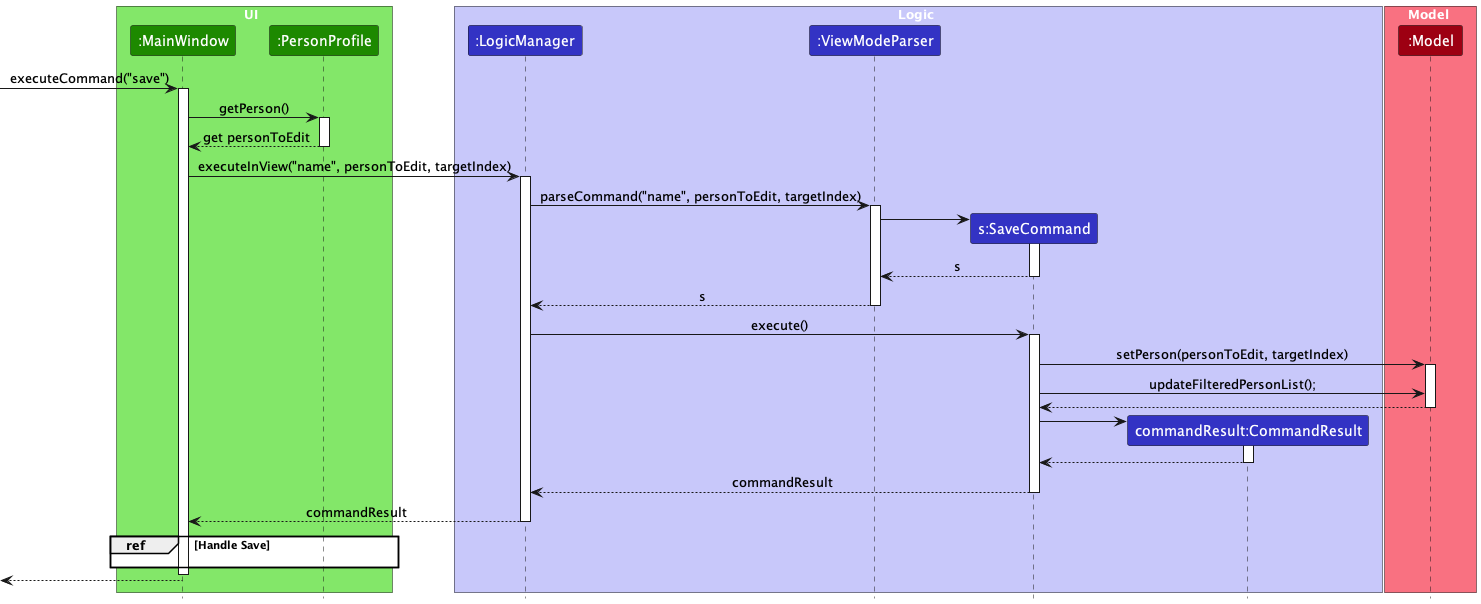 UI
Logic
Model
:MainWindow
:PersonProfile
:LogicManager
:ViewModeParser
:Model
executeCommand("save")
getPerson()
get personToEdit
executeInView("name", personToEdit, targetIndex)
parseCommand("name", personToEdit, targetIndex)
s:SaveCommand
s
s
execute()
setPerson(personToEdit, targetIndex)
updateFilteredPersonList();
commandResult:CommandResult
commandResult
commandResult
ref
[Handle Save]